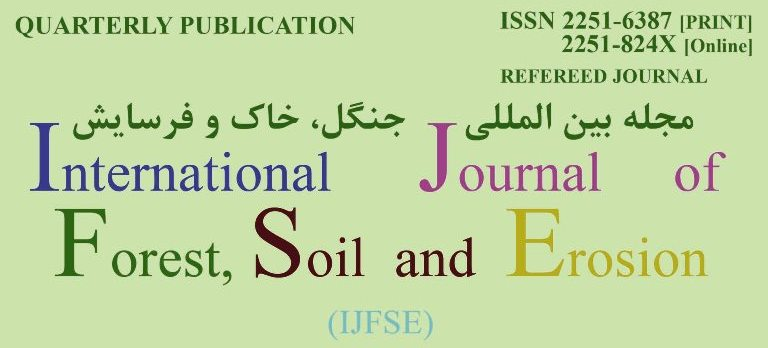 QUARTERLY PUBLICATION
ISSN 2251-6387 [PRINT]
2251-824X [Online]
REFEREED JOURNAL
مجله بین المللی جنگل، خاک و فرسایش
International Journal of
Forest, Soil and Erosion
(IJFSE)